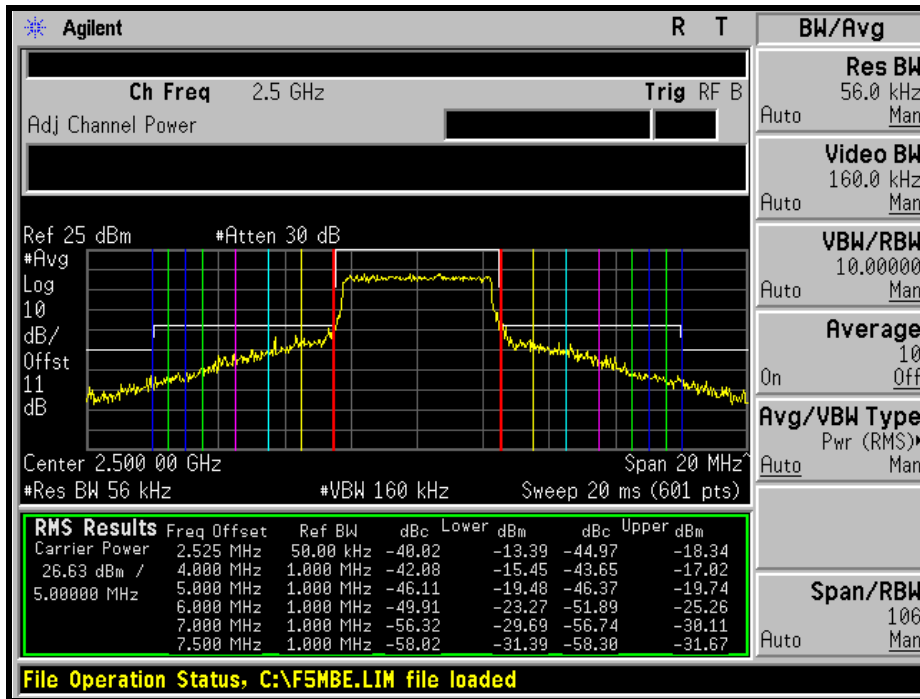 Agilent R T
Ch Freq 2.5 GHz Trig RF B
Adj Channel Power
Ref 25 dBm #Atten 30 dB
#Avg
Log
10
dB/
Offst
11
dB
Center 2.500 00 GHz Span 20 MHz^
#Res BW 56 kHz #VBW 160 kHz Sweep 20 ms (601 pts)
RMS Results Freq Offset Ref BW dBc Lower dBm dBc Upper dBm
Carrier Power 2.525 MHz 50.00 kHz -40.02 -13.39 -44.97 -18.34
26.63 dBm / 4.000 MHz 1.000 MHz -42.08 -15.45 -43.65 -17.02
5.00000 MHz 5.000 MHz 1.000 MHz -46.11 -19.48 -46.37 -19.74
6.000 MHz 1.000 MHz -49.91 -23.27 -51.89 -25.26
7.000 MHz 1.000 MHz -56.32 -29.69 -56.74 -30.11
7.500 MHz 1.000 MHz -58.02 -31.39 -58.30 -31.67
File Operation Status, C:\F5MBE.LIM file loaded
BW/Avg
Res BW
56.0 kHz
Auto Man
Video BW
160.0 kHz
Auto Man
VBW/RBW
10.00000
Auto Man
Average
10
On Off
Avg/VBW Type
Pwr (RMS)▸
Auto Man
Span/RBW
106
Auto Man